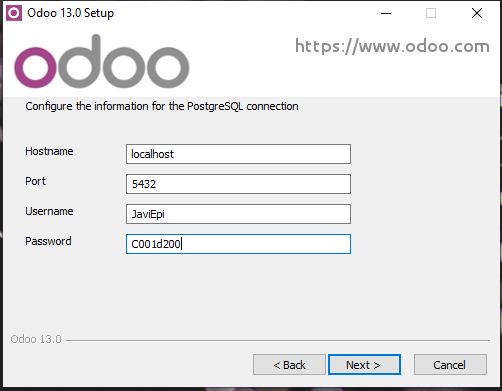 Odoo 13.0 Setup
odoo
https://www.odoo.com
Configure the information for the PostgreSQL connection
Hostname localhost
Port 5432
Username JaviEpi
Password C001d200
Odoo 13.0
< Back Next > Cancel